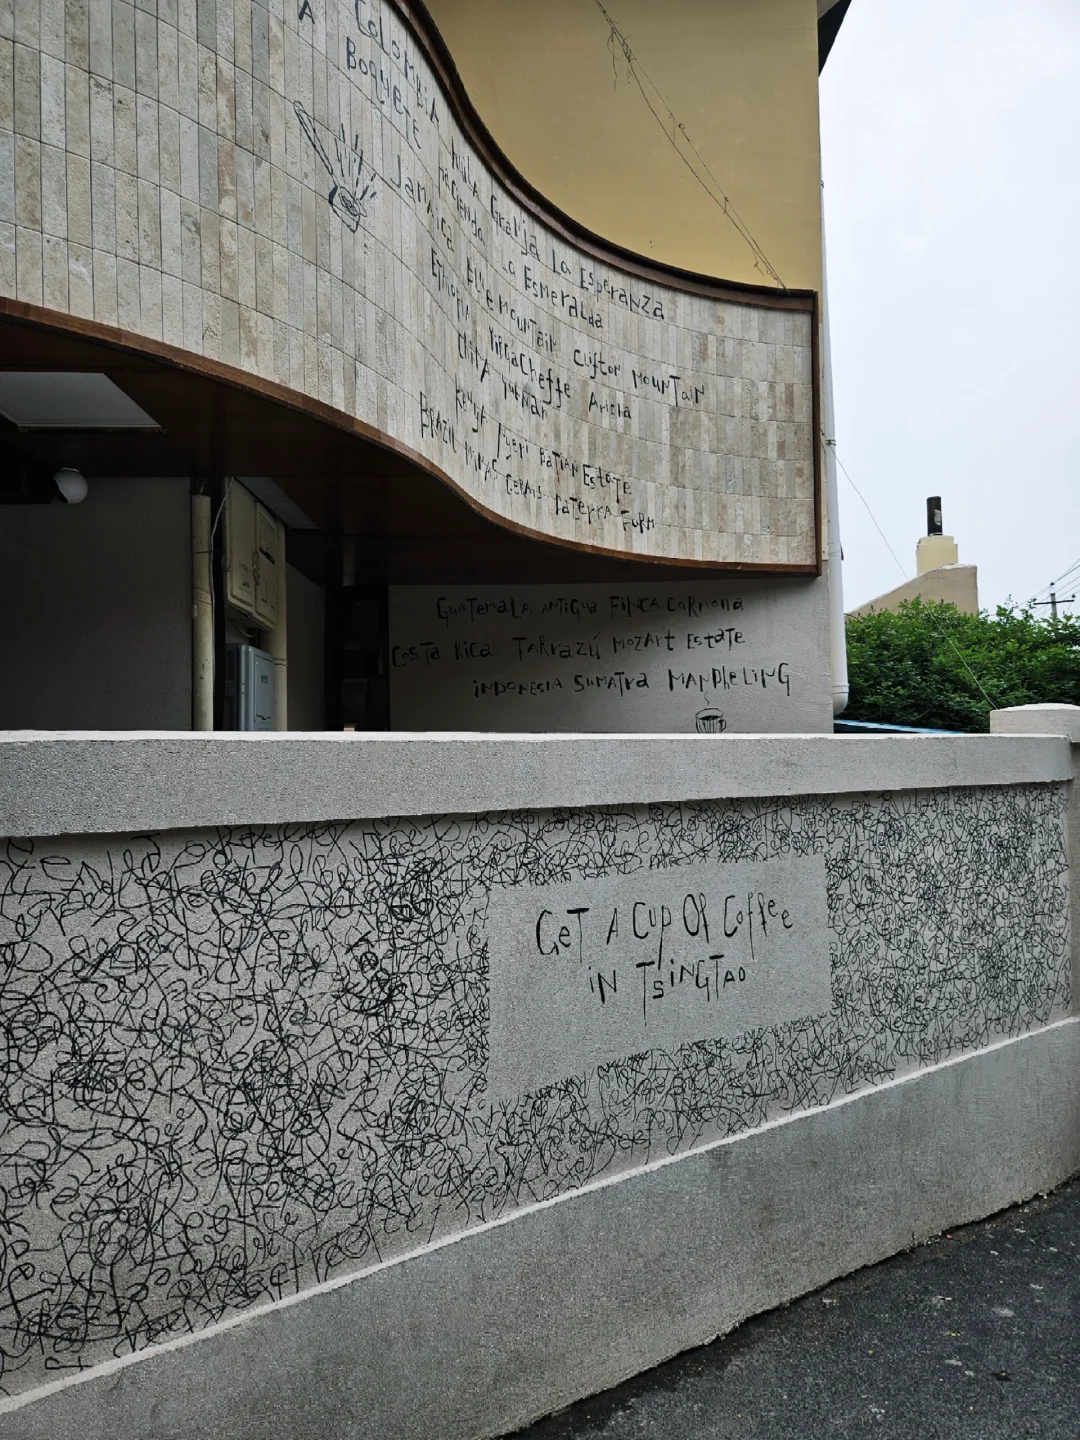 A
COLOMBIA Huila Granja La Esperanza
BOQUETE Hacienda La Esmeralda
Jamaica Blue Mountain Clifton Mountain
Ethiopia Yirgacheffe Aricha
China Yunnan
Kenya Nyeri Batian Estate
BRAZIL MINAS GERAIS DATERRA FARM
GUATEMALA ANTIGUA FINCA CARMONA
COSTA RICA TARRAZÚ MOZART ESTATE
INDONESIA SUMATRA MANDHELING
GET A CUP OF COFFEE
IN TSINGTAO